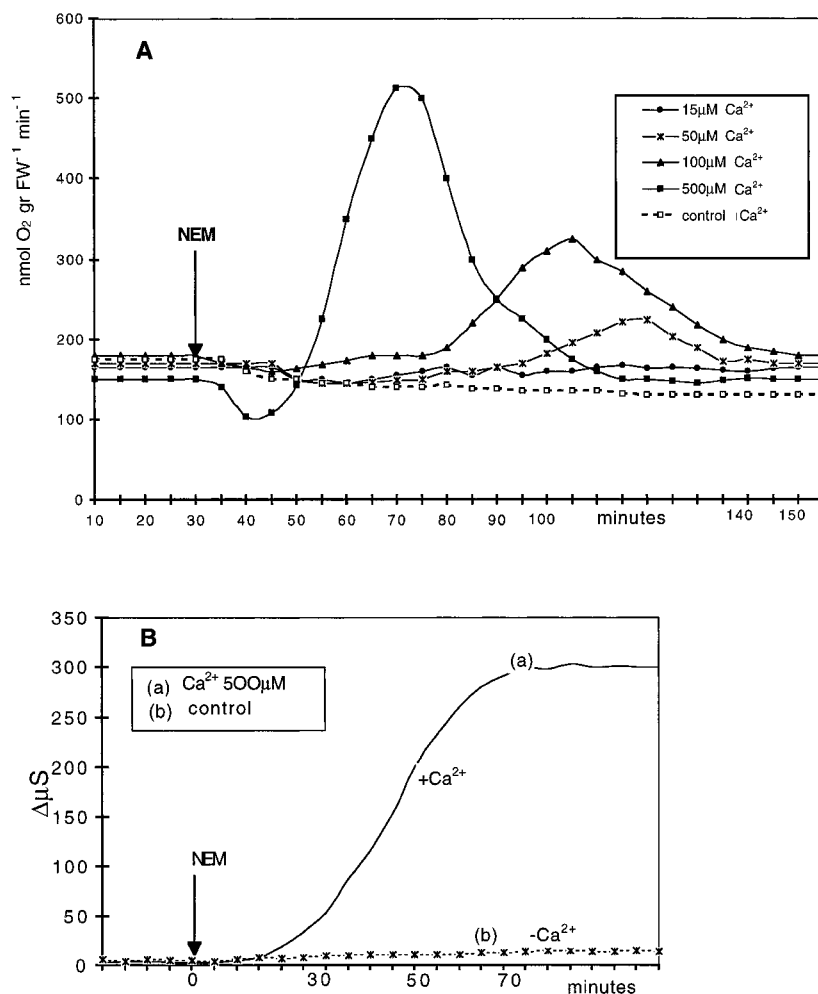 A
600
500
400
300
200
100
0
nmol O₂ gr FW⁻¹ min⁻¹
NEM
15µM Ca²⁺
50µM Ca²⁺
100µM Ca²⁺
500µM Ca²⁺
control Ca²⁺
10 20 30 40 50 60 70 80 90 100 minutes 140 150
B
350
300
250
200
150
100
50
0
ΔµS
(a) Ca²⁺ 500µM
(b) control
(a)
+Ca²⁺
NEM
(b) -Ca²⁺
0 30 50 70 minutes